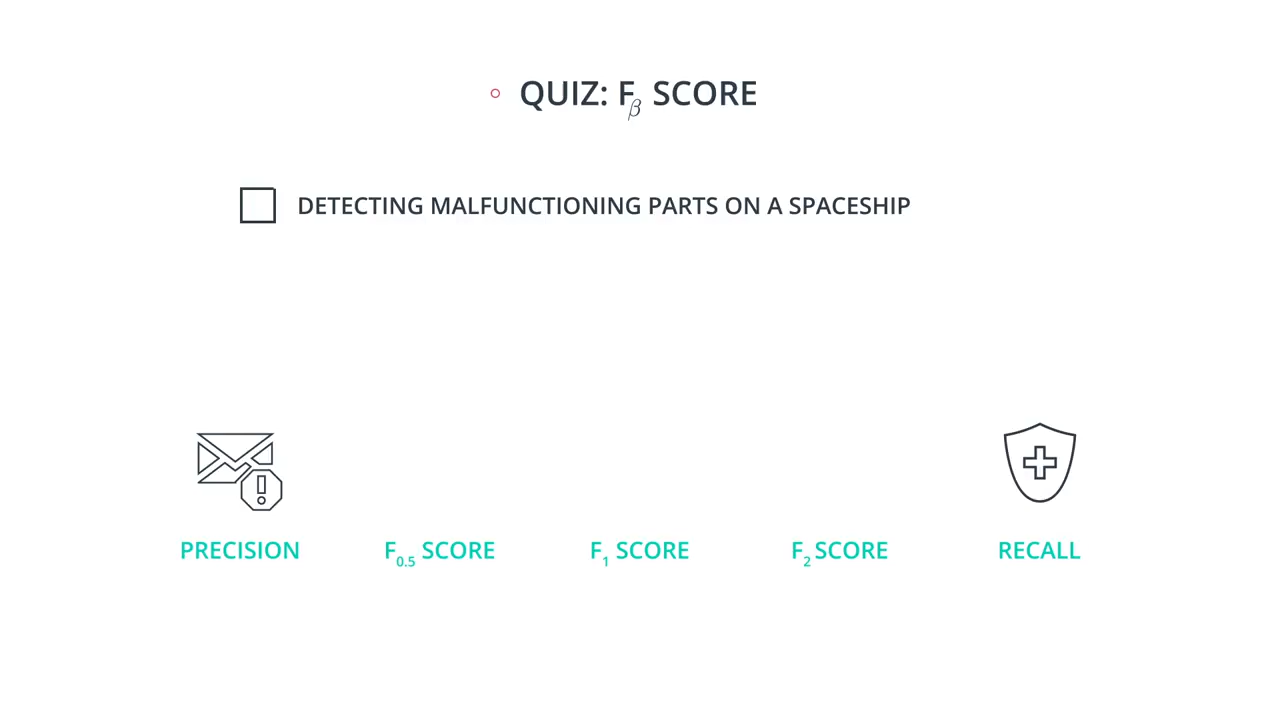 QUIZ: Fβ SCORE
DETECTING MALFUNCTIONING PARTS ON A SPACESHIP
PRECISION F0.5 SCORE F1 SCORE F2 SCORE RECALL